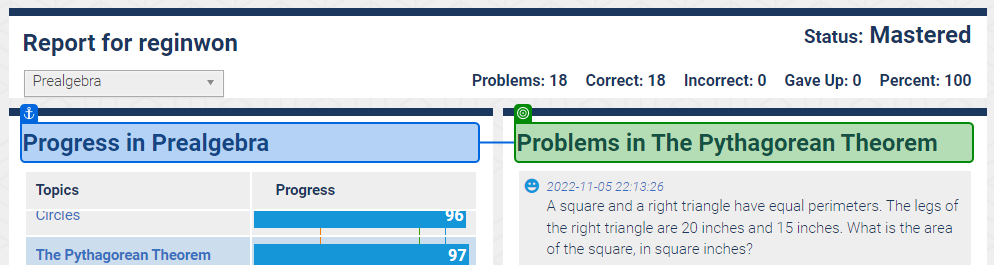 Report for reginwon
Status: Mastered
Prealgebra
Problems: 18 Correct: 18 Incorrect: 0 Gave Up: 0 Percent: 100
Progress in Prealgebra
Topics Progress
Circles 96
The Pythagorean Theorem 97
Problems in The Pythagorean Theorem
2022-11-05 22:13:26
A square and a right triangle have equal perimeters. The legs of
the right triangle are 20 inches and 15 inches. What is the area
of the square, in square inches?